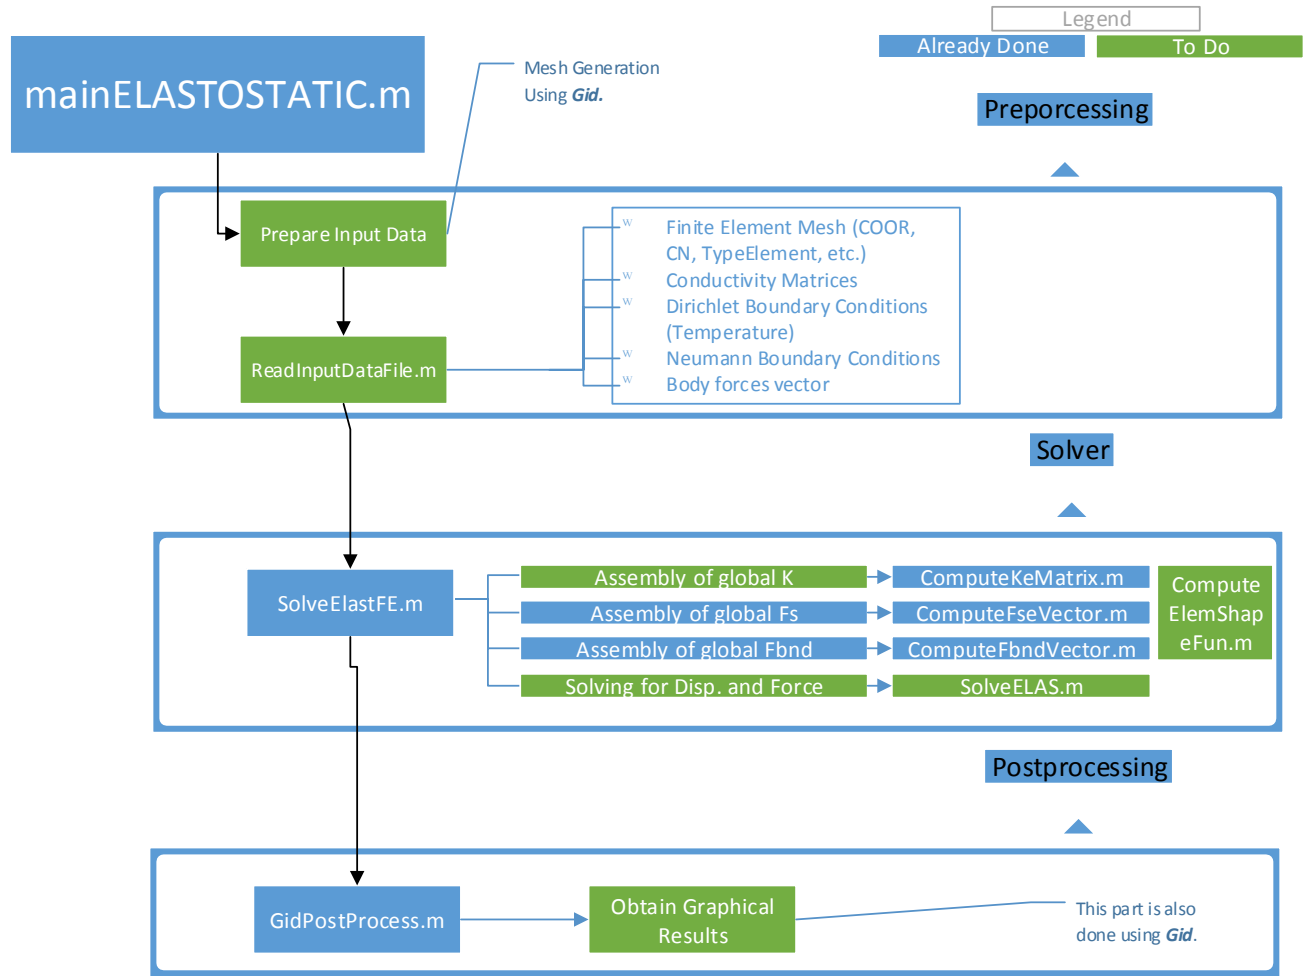 Legend
Already Done
To Do
mainELASTOSTATIC.m
Mesh Generation
Using Gid.
Preporcessing
Prepare Input Data
W Finite Element Mesh (COOR,
CN, TypeElement, etc.)
W Conductivity Matrices
W Dirichlet Boundary Conditions
(Temperature)
W Neumann Boundary Conditions
W Body forces vector
ReadInputDataFile.m
Solver
SolveElastFE.m
Assembly of global K
ComputeKeMatrix.m
Assembly of global Fs
ComputeFseVector.m
Assembly of global Fbnd
ComputeFbndVector.m
Solving for Disp. and Force
SolveELAS.m
Compute
ElemShap
eFun.m
Postprocessing
GidPostProcess.m
Obtain Graphical
Results
This part is also
done using Gid.